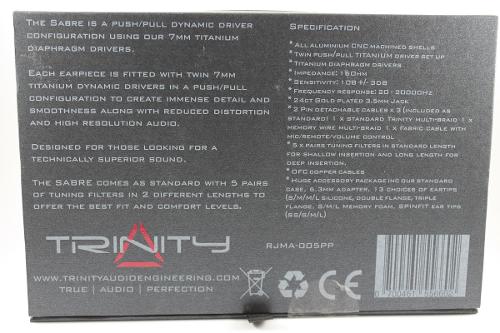 The Sabre is a push/pull dynamic driver
configuration using our 7mm titanium
diaphragm drivers.
Each earpiece is fitted with twin 7mm
titanium dynamic drivers in a push/pull
configuration to create immense detail and
smoothness along with reduced distortion
and high resolution audio.
Designed for those looking for a
technically superior sound.
The SABRE comes as standard with 5 pairs
of tuning filters in 2 different lengths to
offer the best fit and comfort levels.
TRINITY
www.trinityaudioengineering.com
TRUE | AUDIO | PERFECTION
Specification
* All aluminium CNC machined shells
* Twin push/pull titanium driver set up
* Titanium diaphragm drivers
* Impedance: 16Ohm
* Sensitivity: 108 +/- 3dB
* Frequency response: 20 - 20000Hz
* 24ct Gold plated 3.5mm Jack
* 2 Pin detachable cables x 3 (included as
standard) 1 x standard Trinity multi-braid 1 x
memory wire multi-braid 1 x fabric cable with
mic/remote/volume control
* 5 x pairs tuning filters in standard length
for shallow insertion and long length for
deep insertion.
* OFC copper cables
* Huge accessory package inc our standard
case, 6.3mm adapter, 13 choices of eartips
(S/M/M/L silicone, double flange, triple
flange, S/M/L memory foam, Spinfit ear tips
(SS/S/M/L)
RJMA-005PP
CE